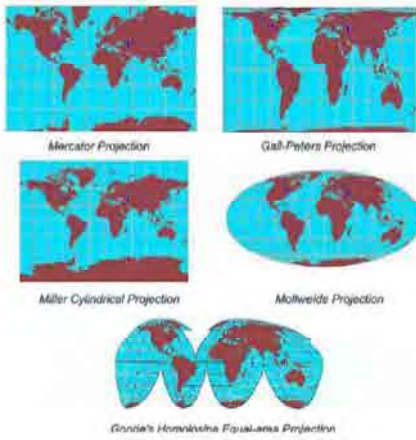 Mercator Projection
Gall-Peters Projection
Miller Cylindrical Projection
Mollweide Projection
Goode's Homolosine Equal-area Projection